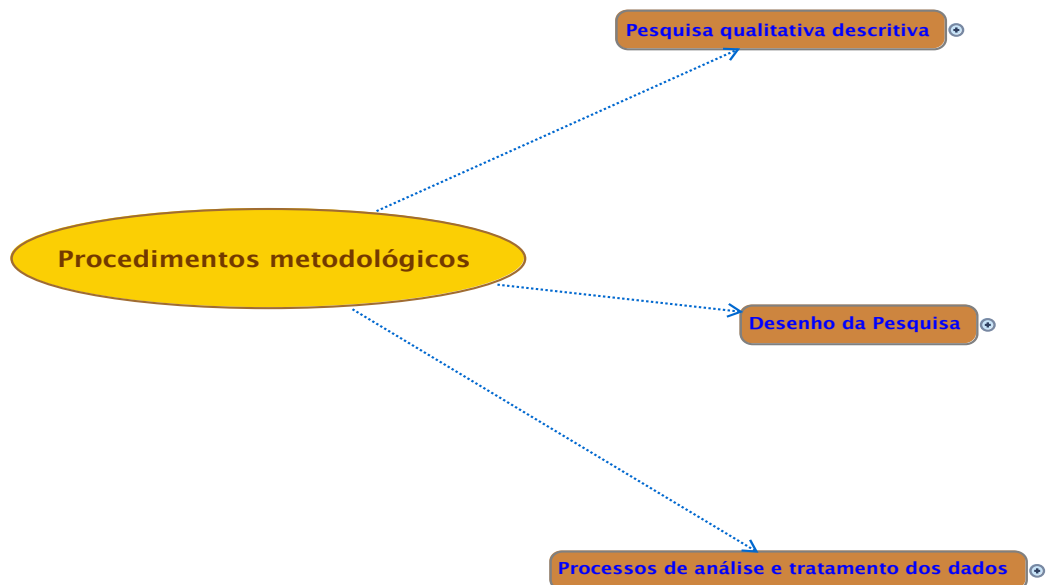 Pesquisa qualitativa descritiva
Procedimentos metodológicos
Desenho da Pesquisa
Processos de análise e tratamento dos dados